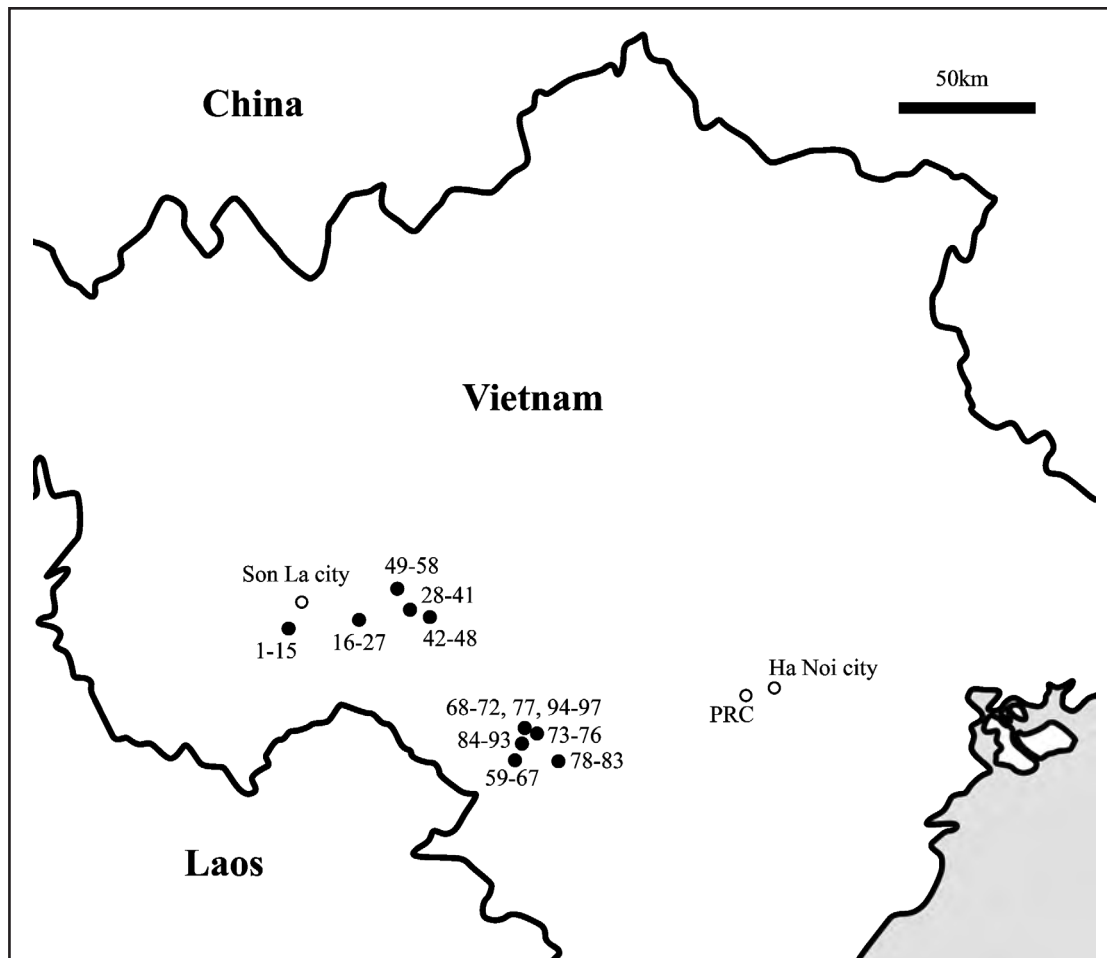 50km
China
Vietnam
49-58
Son La city
28-41
16-27
42-48
1-15
Ha Noi city
PRC
68-72, 77, 94-97
73-76
84-93
78-83
59-67
Laos